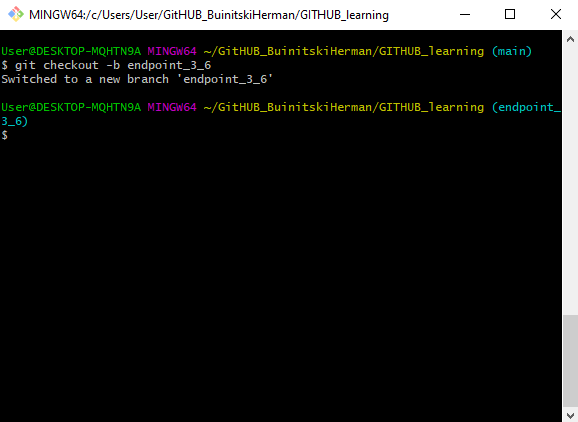 MINGW64:/c/Users/User/GitHUB_BuinitskiHerman/GITHUB_learning
User@DESKTOP-MQHTN9A MINGW64 ~/GitHUB_BuinitskiHerman/GITHUB_learning (main)
$ git checkout -b endpoint_3_6
Switched to a new branch 'endpoint_3_6'
User@DESKTOP-MQHTN9A MINGW64 ~/GitHUB_BuinitskiHerman/GITHUB_learning (endpoint_
3_6)
$